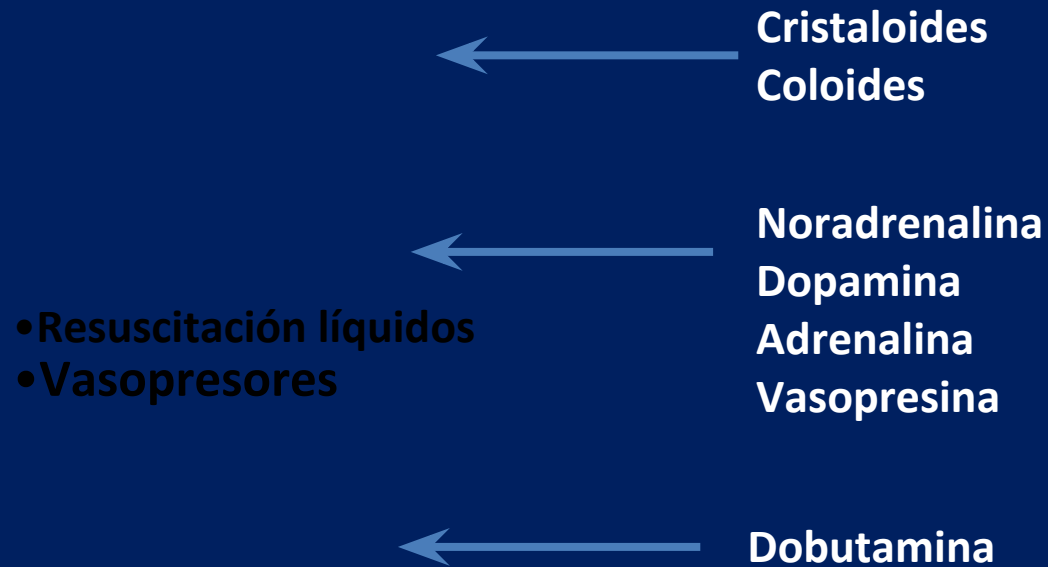 Cristaloides
Coloides
Noradrenalina
Dopamina
Adrenalina
Vasopresina
•Resuscitación líquidos
•Vasopresores
Dobutamina